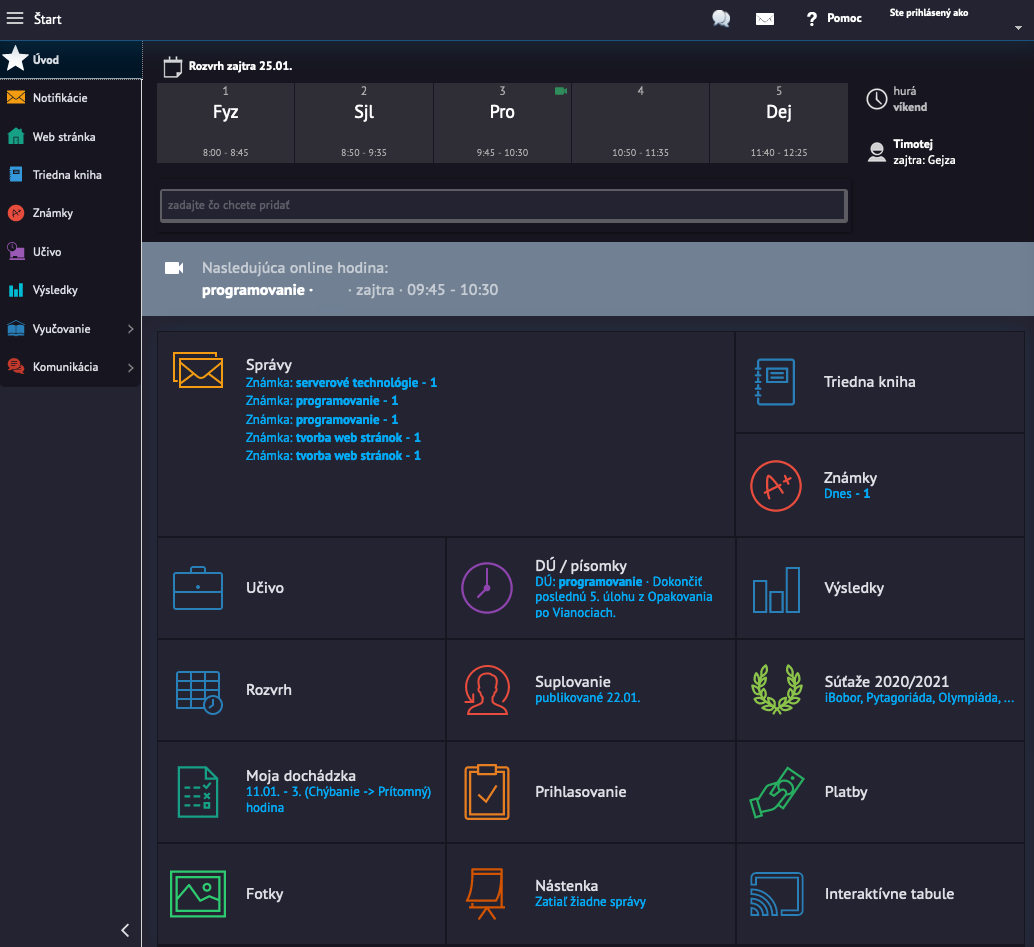 Štart
Pomoc
Ste prihlásený ako
Úvod
Notifikácie
Web stránka
Triedna kniha
Známky
Učivo
Výsledky
Vyučovanie
Komunikácia
Rozvrh zajtra 25.01.
1
Fyz
8:00 - 8:45
2
Sjl
8:50 - 9:35
3
Pro
9:45 - 10:30
4
10:50 - 11:35
5
Dej
11:40 - 12:25
hurá
víkend
Timotej
zajtra: Gejza
zadajte čo chcete pridať
Nasledujúca online hodina:
programovanie · · zajtra · 09:45 - 10:30
Správy
Známka: serverové technológie - 1
Známka: programovanie - 1
Známka: programovanie - 1
Známka: tvorba web stránok - 1
Známka: tvorba web stránok - 1
Triedna kniha
A+
Známky
Dnes - 1
Učivo
DÚ / písomky
DÚ: programovanie · Dokončiť
poslednú 5. úlohu z Opakovania
po Vianociach.
Výsledky
Rozvrh
Suplovanie
publikované 22.01.
Súťaže 2020/2021
iBobor, Pytagoriáda, Olympiáda, ...
Moja dochádzka
11.01. - 3. (Chýbanie -> Prítomný)
hodina
Prihlasovanie
Platby
Fotky
Nástenka
Zatiaľ žiadne správy
Interaktívne tabule